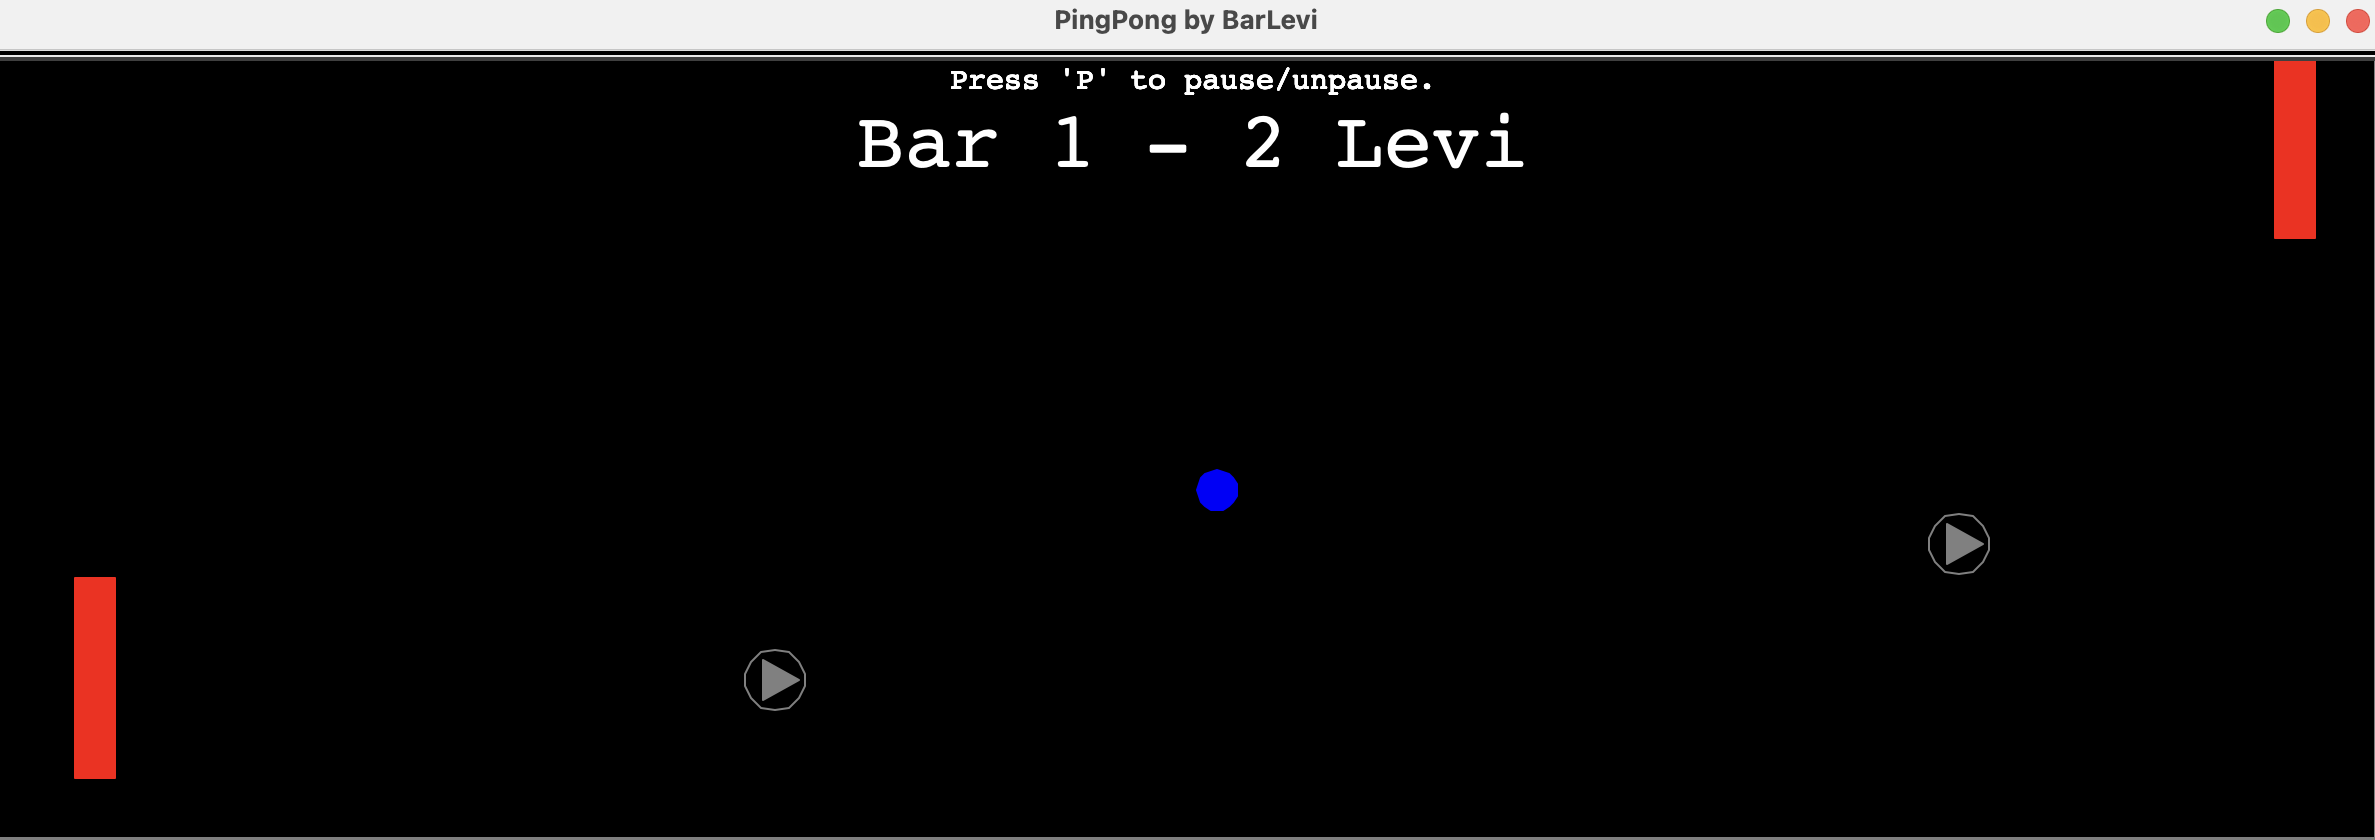 PingPong by BarLevi
Press 'P' to pause/unpause.
Bar 1 - 2 Levi